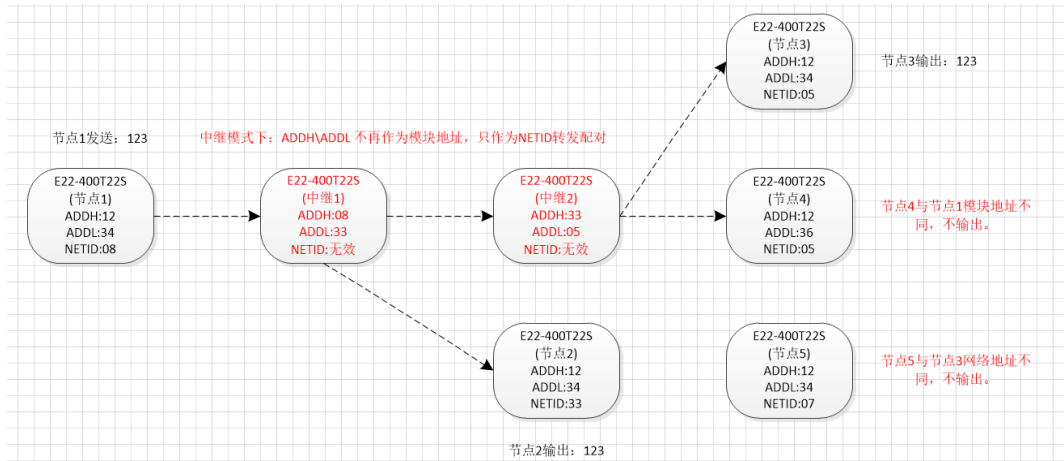 E22-400T22S
(节点3)
ADDH:12
ADDL:34
NETID:05
节点3输出：123
节点1发送：123
中继模式下：ADDH\ADDL 不再作为模块地址，只作为NETID转发配对
E22-400T22S
(节点1)
ADDH:12
ADDL:34
NETID:08
E22-400T22S
(中继1)
ADDH:08
ADDL:33
NETID:无效
E22-400T22S
(中继2)
ADDH:33
ADDL:05
NETID:无效
E22-400T22S
(节点4)
ADDH:12
ADDL:36
NETID:05
节点4与节点1模块地址不
同，不输出。
E22-400T22S
(节点2)
ADDH:12
ADDL:34
NETID:33
节点2输出：123
E22-400T22S
(节点5)
ADDH:12
ADDL:34
NETID:07
节点5与节点3网络地址不
同，不输出。